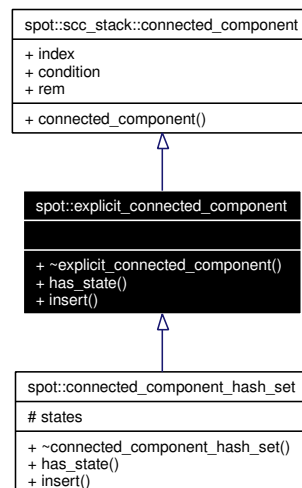 spot::scc_stack::connected_component
+ index
+ condition
+ rem
+ connected_component()
spot::explicit_connected_component
+ ~explicit_connected_component()
+ has_state()
+ insert()
spot::connected_component_hash_set
# states
+ ~connected_component_hash_set()
+ has_state()
+ insert()